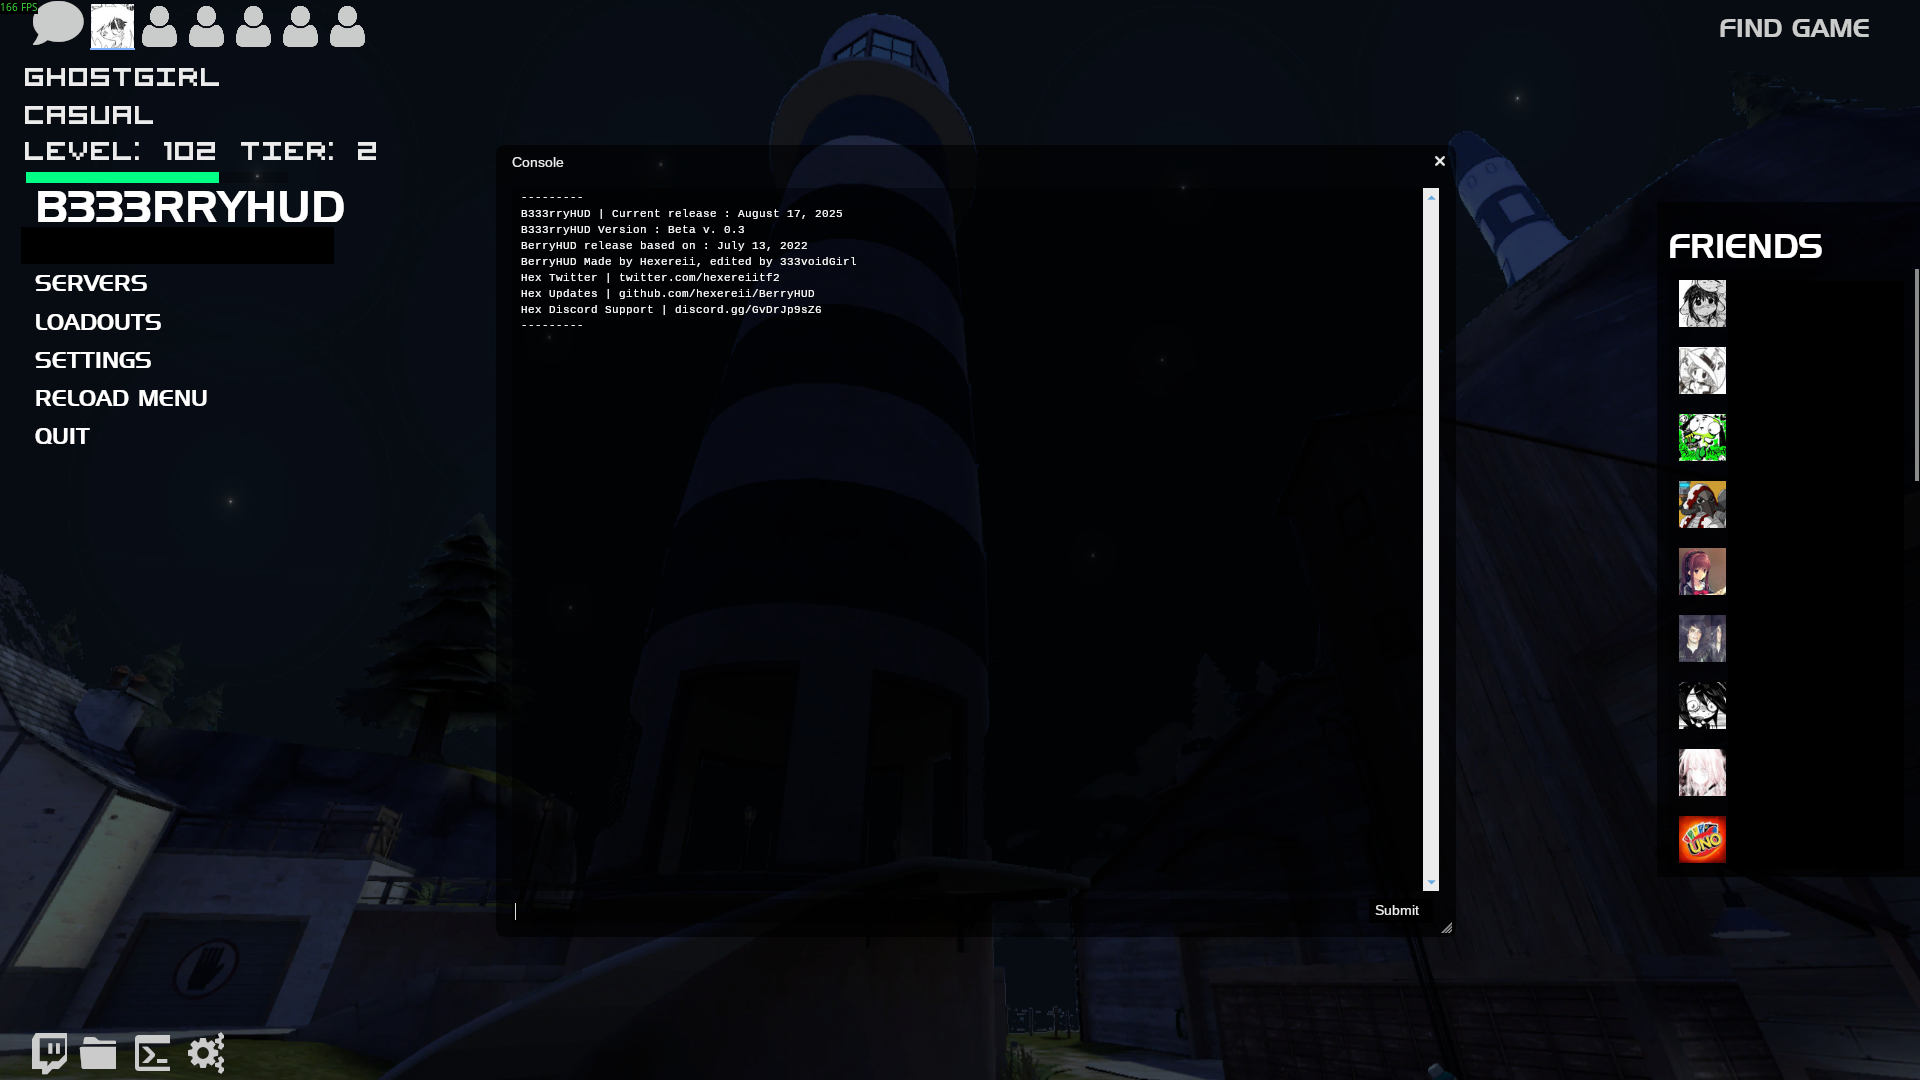 166 FPS
FIND GAME
GHOSTGIRL
CASUAL
LEVEL: 102 TIER: 2
B333RRYHUD
SERVERS
LOADOUTS
SETTINGS
RELOAD MENU
QUIT
Console
---------
B333rryHUD | Current release : August 17, 2025
B333rryHUD Version : Beta v. 0.3
BerryHUD release based on : July 13, 2022
BerryHUD Made by Hexereii, edited by 333voidGirl
Hex Twitter | twitter.com/hexereiitf2
Hex Updates | github.com/hexereii/BerryHUD
Hex Discord Support | discord.gg/GvDrJp9sZ6
---------
Submit
FRIENDS
UNO